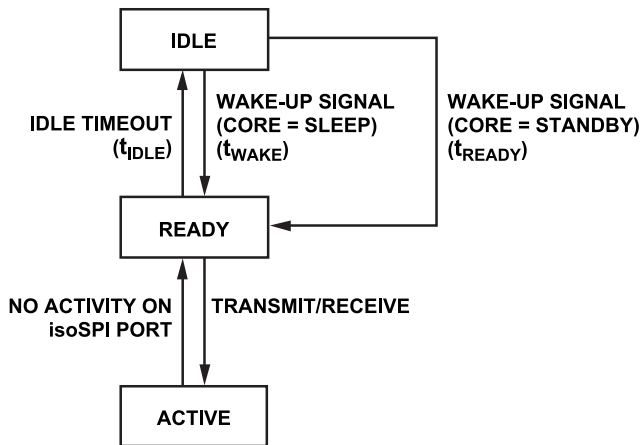 IDLE
IDLE TIMEOUT
(tIDLE)
WAKE-UP SIGNAL
(CORE = SLEEP)
(tWAKE)
WAKE-UP SIGNAL
(CORE = STANDBY)
(tREADY)
READY
NO ACTIVITY ON
isoSPI PORT
TRANSMIT/RECEIVE
ACTIVE